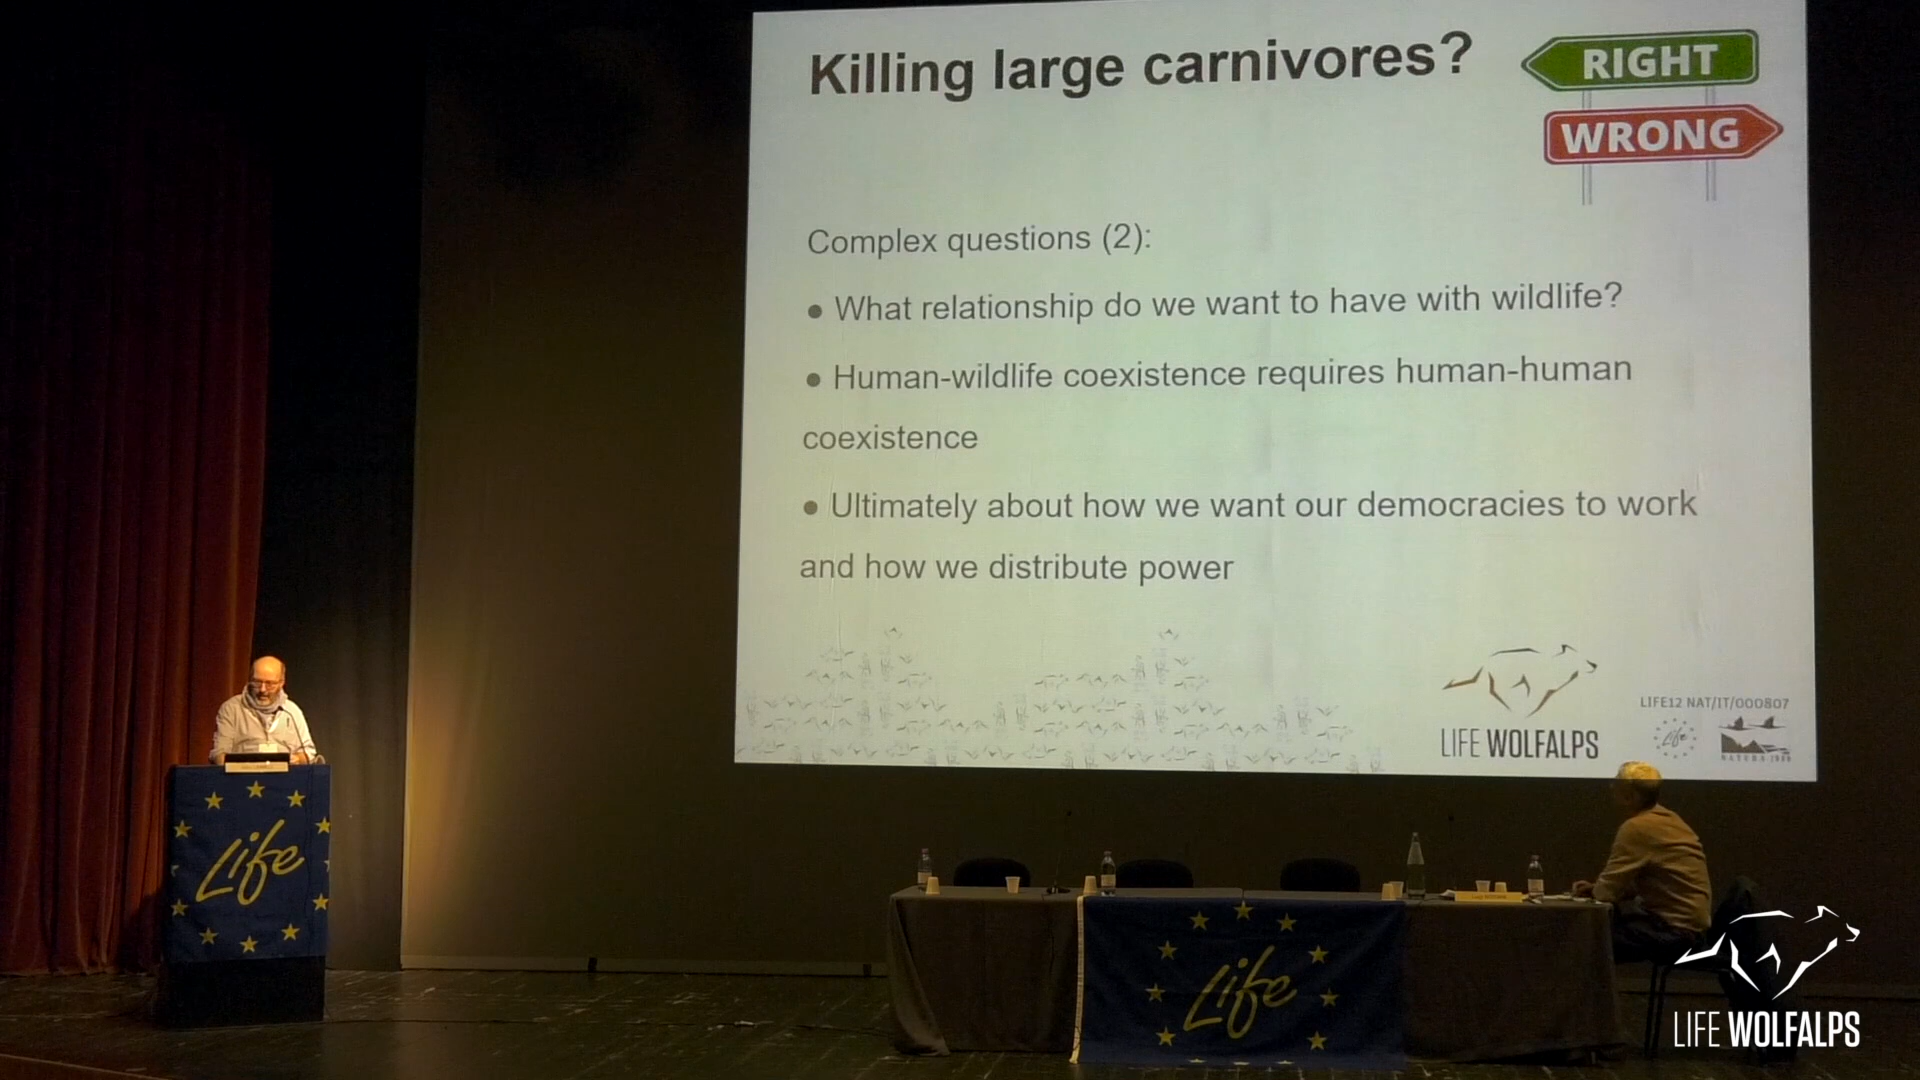 Killing large carnivores?
RIGHT
WRONG
Complex questions (2):
● What relationship do we want to have with wildlife?
● Human-wildlife coexistence requires human-human
coexistence
● Ultimately about how we want our democracies to work
and how we distribute power
LIFE WOLFALPS
LIFE12 NAT/IT/000807
Life
NATURA 2000
Life
Life
LIFE WOLFALPS